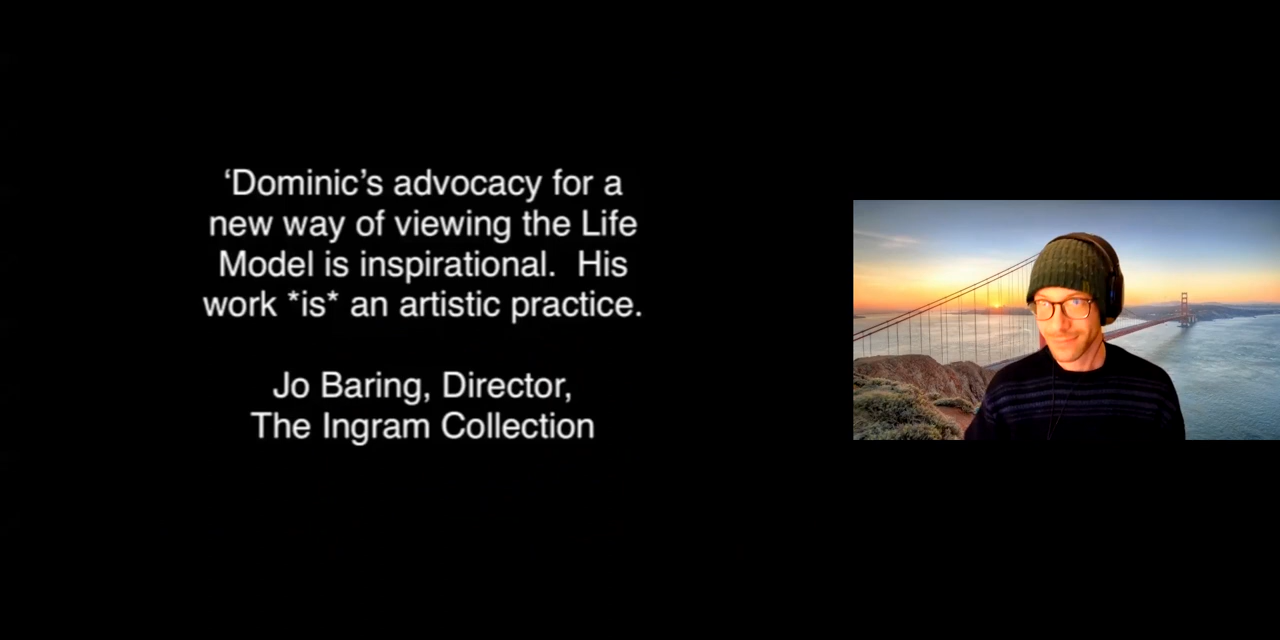 ‘Dominic’s advocacy for a
new way of viewing the Life
Model is inspirational.  His
work *is* an artistic practice.
Jo Baring, Director,
The Ingram Collection